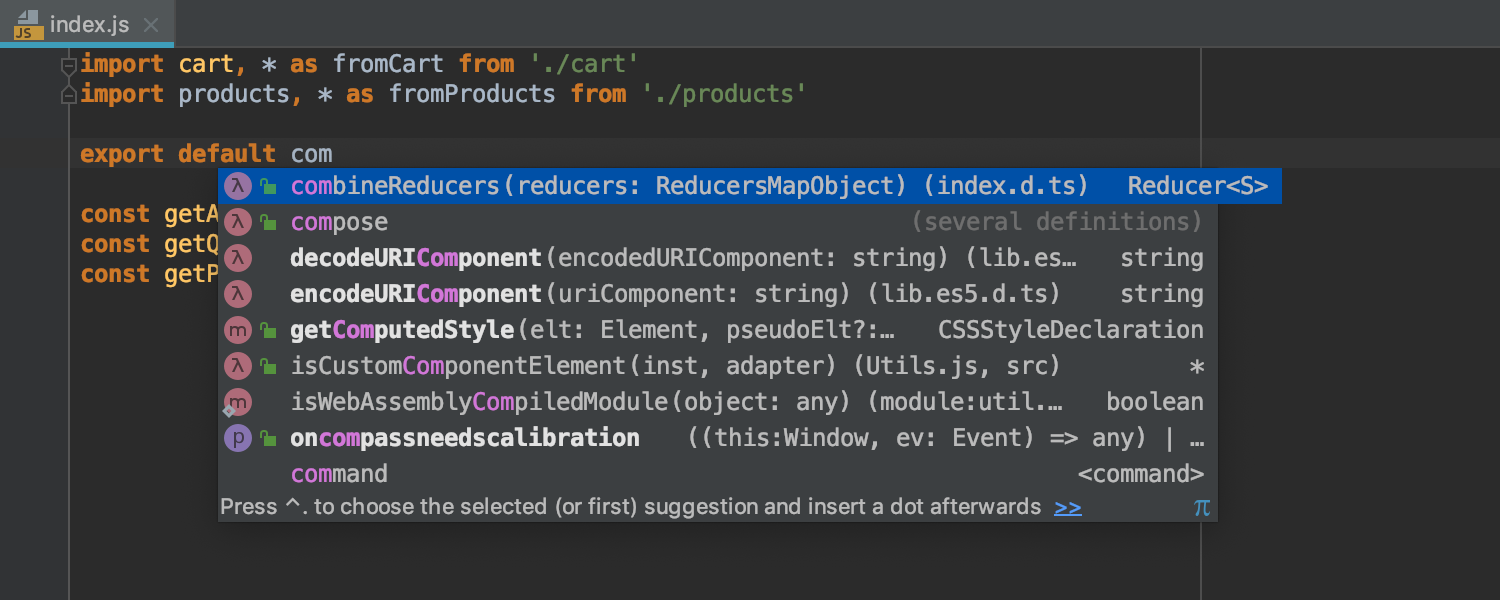 JS index.js
import cart, * as fromCart from './cart'
import products, * as fromProducts from './products'
export default com
λ combineReducers(reducers: ReducersMapObject) (index.d.ts) Reducer<S>
const getA λ compose (several definitions)
const getQ λ decodeURIComponent(encodedURIComponent: string) (lib.es… string
const getP λ encodeURIComponent(uriComponent: string) (lib.es5.d.ts) string
m getComputedStyle(elt: Element, pseudoElt?:… CSSStyleDeclaration
λ isCustomComponentElement(inst, adapter) (Utils.js, src) *
m isWebAssemblyCompiledModule(object: any) (module:util.… boolean
p oncompassneedscalibration ((this:Window, ev: Event) => any) | …
command <command>
Press ^. to choose the selected (or first) suggestion and insert a dot afterwards >> π